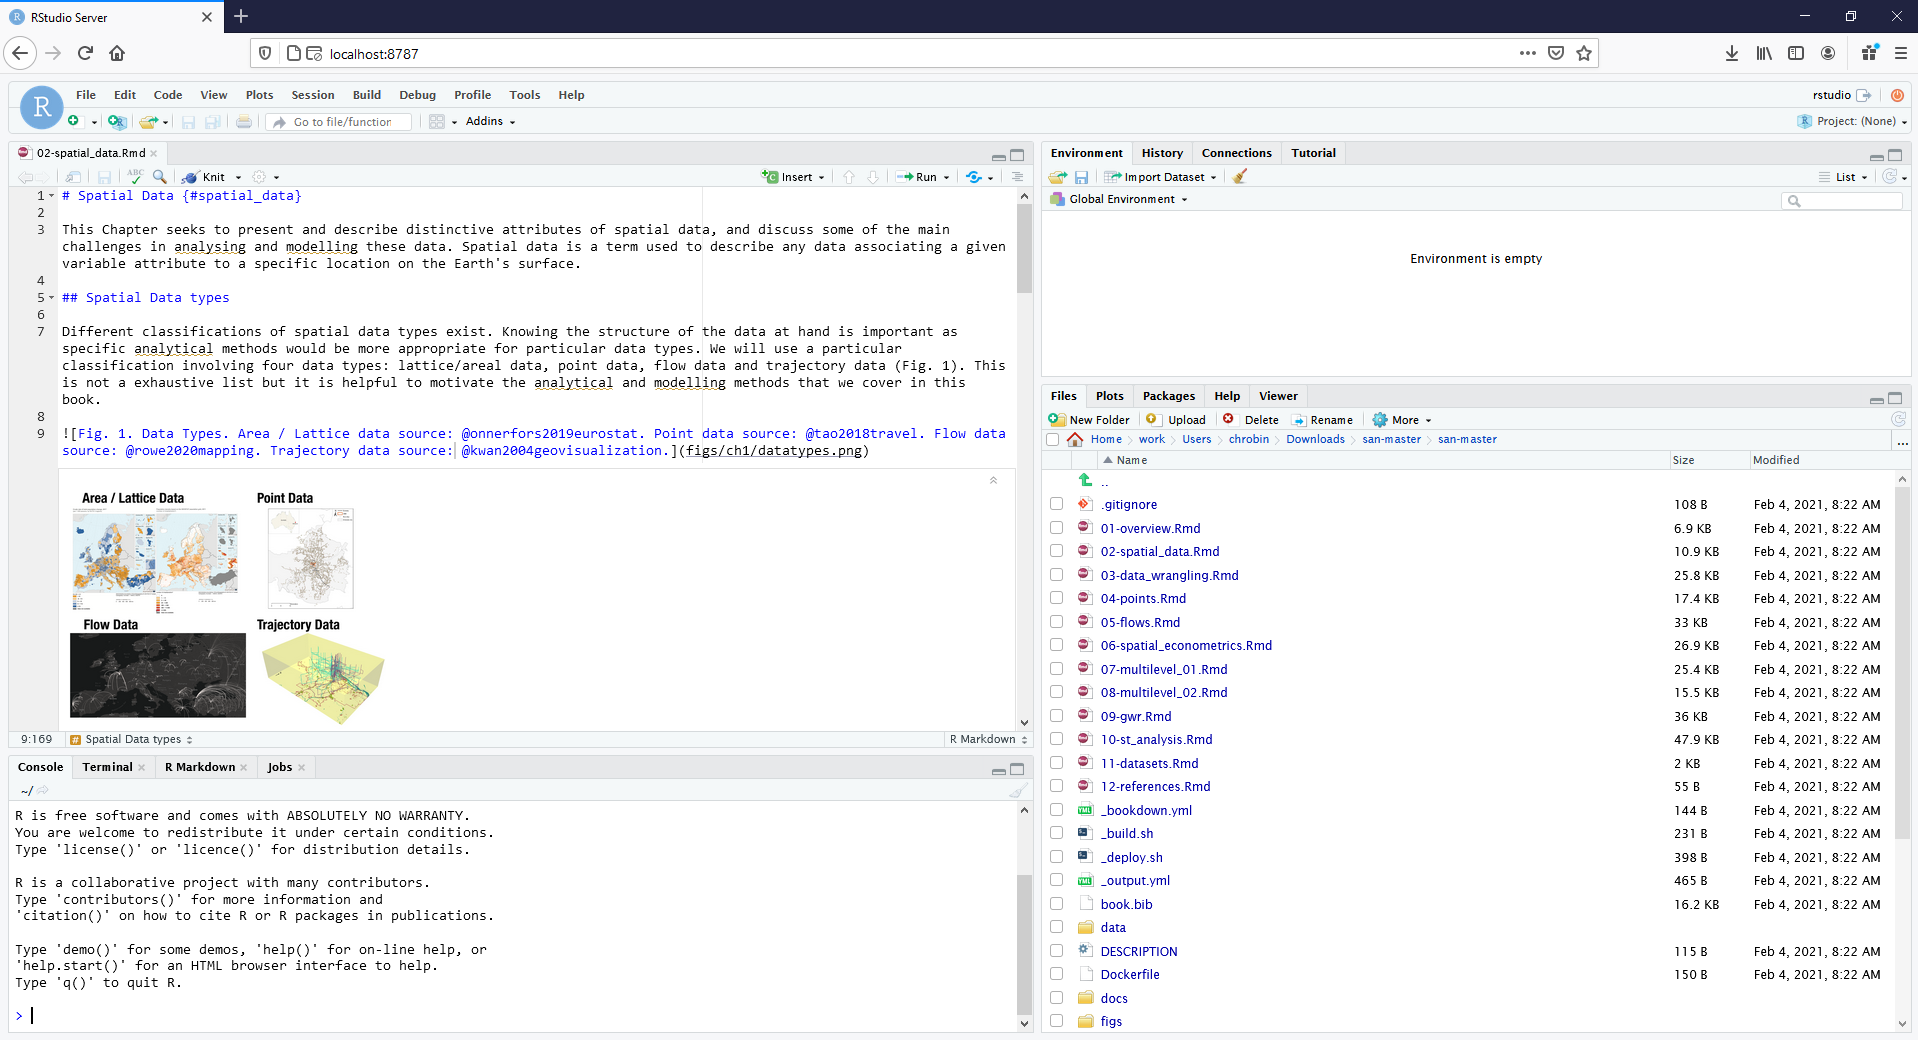 RStudio Server
localhost:8787
File Edit Code View Plots Session Build Debug Profile Tools Help
rstudio
Go to file/function
Addins
Project: (None)
02-spatial_data.Rmd
ABC
Knit
Insert
Run
1 # Spatial Data {#spatial_data}
2
3 This Chapter seeks to present and describe distinctive attributes of spatial data, and discuss some of the main
challenges in analysing and modelling these data. Spatial data is a term used to describe any data associating a given
variable attribute to a specific location on the Earth's surface.
4
5 ## Spatial Data types
6
7 Different classifications of spatial data types exist. Knowing the structure of the data at hand is important as
specific analytical methods would be more appropriate for particular data types. We will use a particular
classification involving four data types: lattice/areal data, point data, flow data and trajectory data (Fig. 1). This
is not a exhaustive list but it is helpful to motivate the analytical and modelling methods that we cover in this
book.
8
9 ![Fig. 1. Data Types. Area / Lattice data source: @onnerfors2019eurostat. Point data source: @tao2018travel. Flow data
source: @rowe2020mapping. Trajectory data source: @kwan2004geovisualization.](figs/ch1/datatypes.png)
Area / Lattice Data
Point Data
Flow Data
Trajectory Data
9:169
# Spatial Data types
R Markdown
Console Terminal R Markdown Jobs
~/
R is free software and comes with ABSOLUTELY NO WARRANTY.
You are welcome to redistribute it under certain conditions.
Type 'license()' or 'licence()' for distribution details.
R is a collaborative project with many contributors.
Type 'contributors()' for more information and
'citation()' on how to cite R or R packages in publications.
Type 'demo()' for some demos, 'help()' for on-line help, or
'help.start()' for an HTML browser interface to help.
Type 'q()' to quit R.
>
Environment History Connections Tutorial
Import Dataset
List
Global Environment
Environment is empty
Files Plots Packages Help Viewer
New Folder Upload Delete Rename More
Home work Users chrobin Downloads san-master san-master
...
Name Size Modified
..
.gitignore 108 B Feb 4, 2021, 8:22 AM
01-overview.Rmd 6.9 KB Feb 4, 2021, 8:22 AM
02-spatial_data.Rmd 10.9 KB Feb 4, 2021, 8:22 AM
03-data_wrangling.Rmd 25.8 KB Feb 4, 2021, 8:22 AM
04-points.Rmd 17.4 KB Feb 4, 2021, 8:22 AM
05-flows.Rmd 33 KB Feb 4, 2021, 8:22 AM
06-spatial_econometrics.Rmd 26.9 KB Feb 4, 2021, 8:22 AM
07-multilevel_01.Rmd 25.4 KB Feb 4, 2021, 8:22 AM
08-multilevel_02.Rmd 15.5 KB Feb 4, 2021, 8:22 AM
09-gwr.Rmd 36 KB Feb 4, 2021, 8:22 AM
10-st_analysis.Rmd 47.9 KB Feb 4, 2021, 8:22 AM
11-datasets.Rmd 2 KB Feb 4, 2021, 8:22 AM
12-references.Rmd 55 B Feb 4, 2021, 8:22 AM
_bookdown.yml 144 B Feb 4, 2021, 8:22 AM
_build.sh 231 B Feb 4, 2021, 8:22 AM
_deploy.sh 398 B Feb 4, 2021, 8:22 AM
_output.yml 465 B Feb 4, 2021, 8:22 AM
book.bib 16.2 KB Feb 4, 2021, 8:22 AM
data
DESCRIPTION 115 B Feb 4, 2021, 8:22 AM
Dockerfile 150 B Feb 4, 2021, 8:22 AM
docs
figs